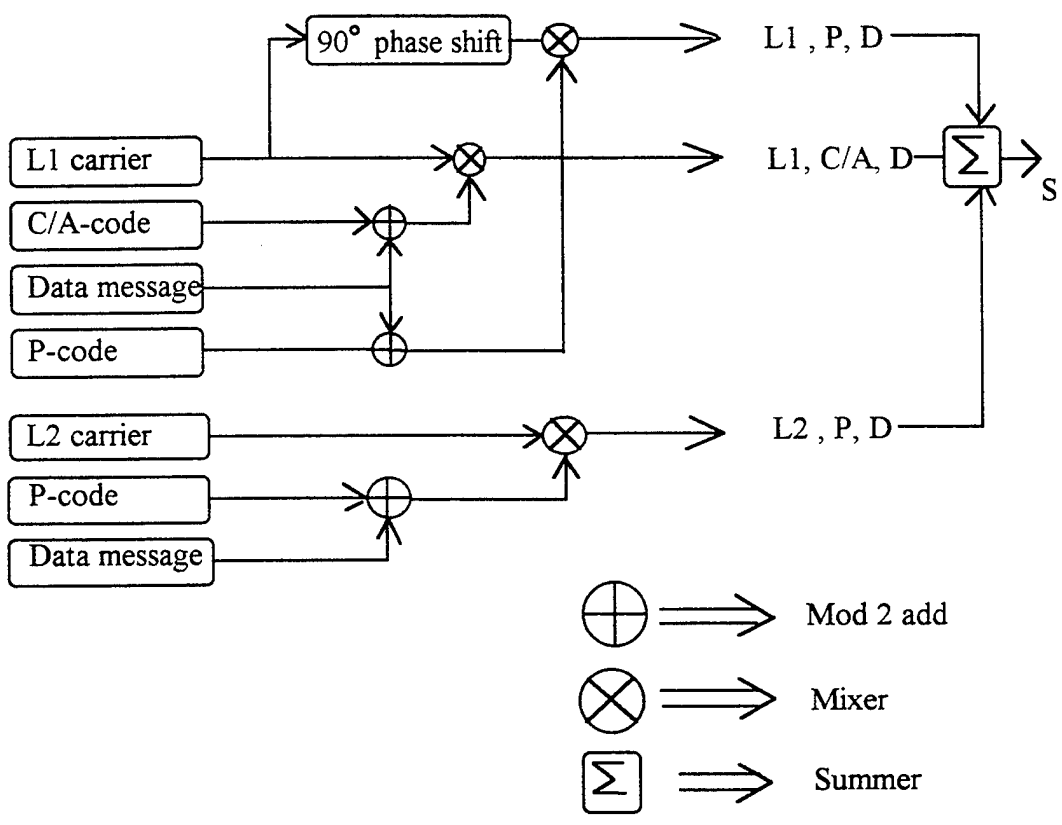 90° phase shift
L1 , P, D
L1 carrier
L1, C/A, D
Σ
S
C/A-code
Data message
P-code
L2 carrier
L2 , P, D
P-code
Data message
Mod 2 add
Mixer
Σ
Summer